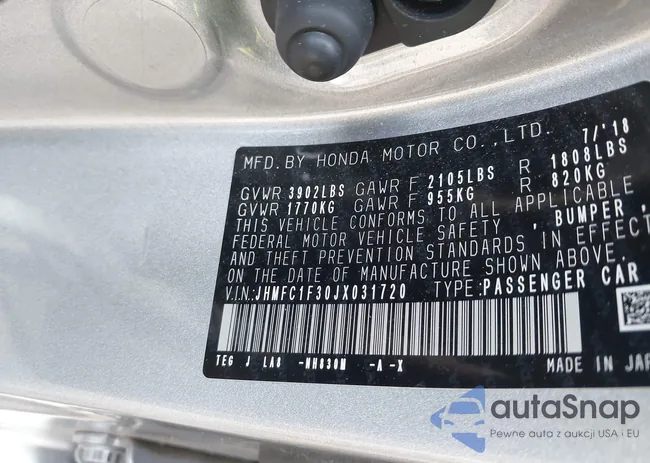 MFD. BY HONDA MOTOR CO.,LTD. 7/'18
GVWR 3902LBS GAWR F 2105LBS R 1808LBS
GVWR 1770KG GAWR F 955KG R 820KG
THIS VEHICLE CONFORMS TO ALL APPLICABLE
FEDERAL MOTOR VEHICLE SAFETY , BUMPER ,
AND THEFT PREVENTION STANDARDS IN EFFECT
ON THE DATE OF MANUFACTURE SHOWN ABOVE.
V.I.N: JHMFC1F30JX031720 TYPE: PASSENGER CAR
TEG J LA8 -NH830M -A -X
MADE IN JAP
autaSnap
Pewne auta z aukcji USA i EU